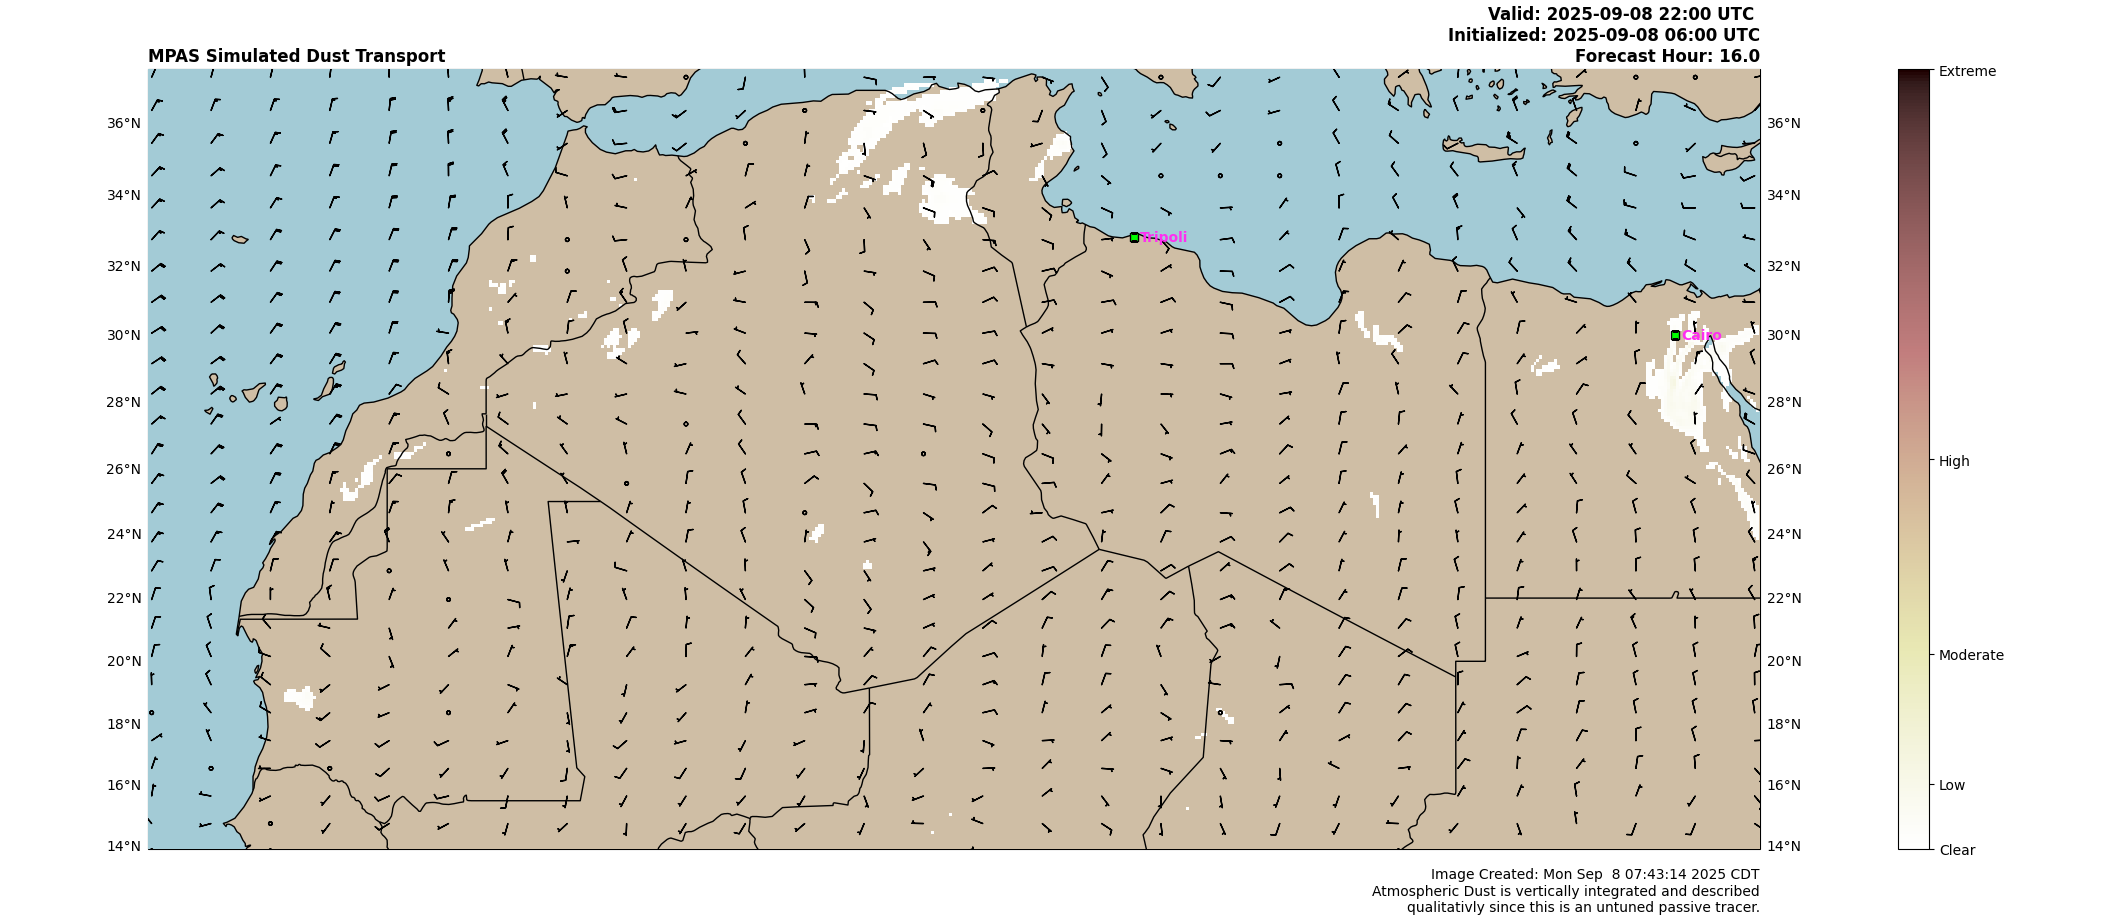 Valid: 2025-09-08 22:00 UTC
Initialized: 2025-09-08 06:00 UTC
MPAS Simulated Dust Transport
Forecast Hour: 16.0
Extreme
36°N
36°N
34°N
34°N
Tripoli
32°N
32°N
30°N
Cairo
30°N
28°N
28°N
26°N
26°N
High
24°N
24°N
22°N
22°N
20°N
20°N
Moderate
18°N
18°N
16°N
16°N
Low
14°N
14°N
Clear
Image Created: Mon Sep  8 07:43:14 2025 CDT
Atmospheric Dust is vertically integrated and described
qualitativly since this is an untuned passive tracer.